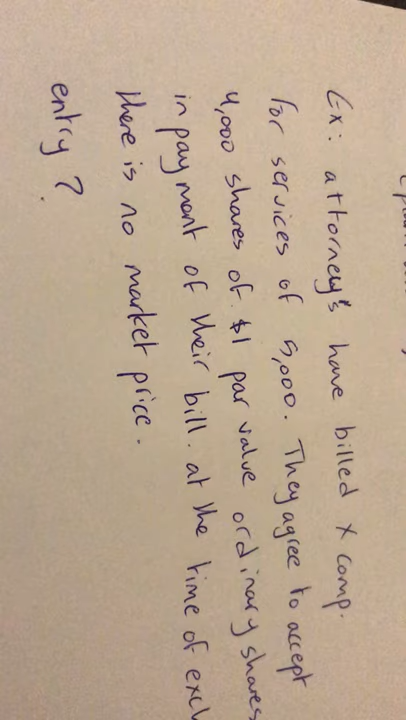 Ex: attorney's have billed X comp.
for services of 5,000. They agree to accept
4,000 shares of $1 par value ordinary shares
in payment of their bill. at the time of
there is no market price.
entry?